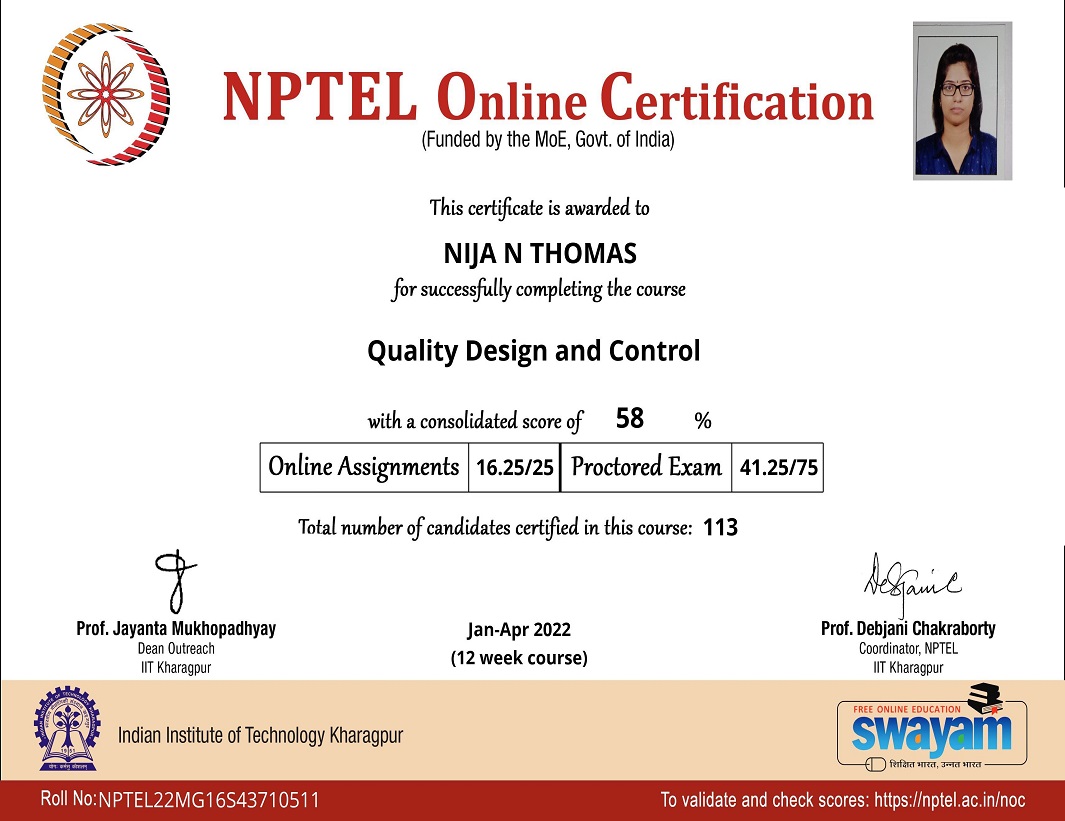 NPTEL Online Certification
(Funded by the MoE, Govt. of India)
This certificate is awarded to
NIJA N THOMAS
for successfully completing the course
Quality Design and Control
with a consolidated score of 58 %
Online Assignments 16.25/25 Proctored Exam 41.25/75
Total number of candidates certified in this course: 113
Prof. Jayanta Mukhopadhyay
Dean Outreach
IIT Kharagpur
Jan-Apr 2022
(12 week course)
Prof. Debjani Chakraborty
Coordinator, NPTEL
IIT Kharagpur
Indian Institute of Technology Kharagpur
FREE ONLINE EDUCATION
swayam
शिक्षित भारत, उन्नत भारत
Roll No: NPTEL22MG16S43710511
To validate and check scores: https://nptel.ac.in/noc